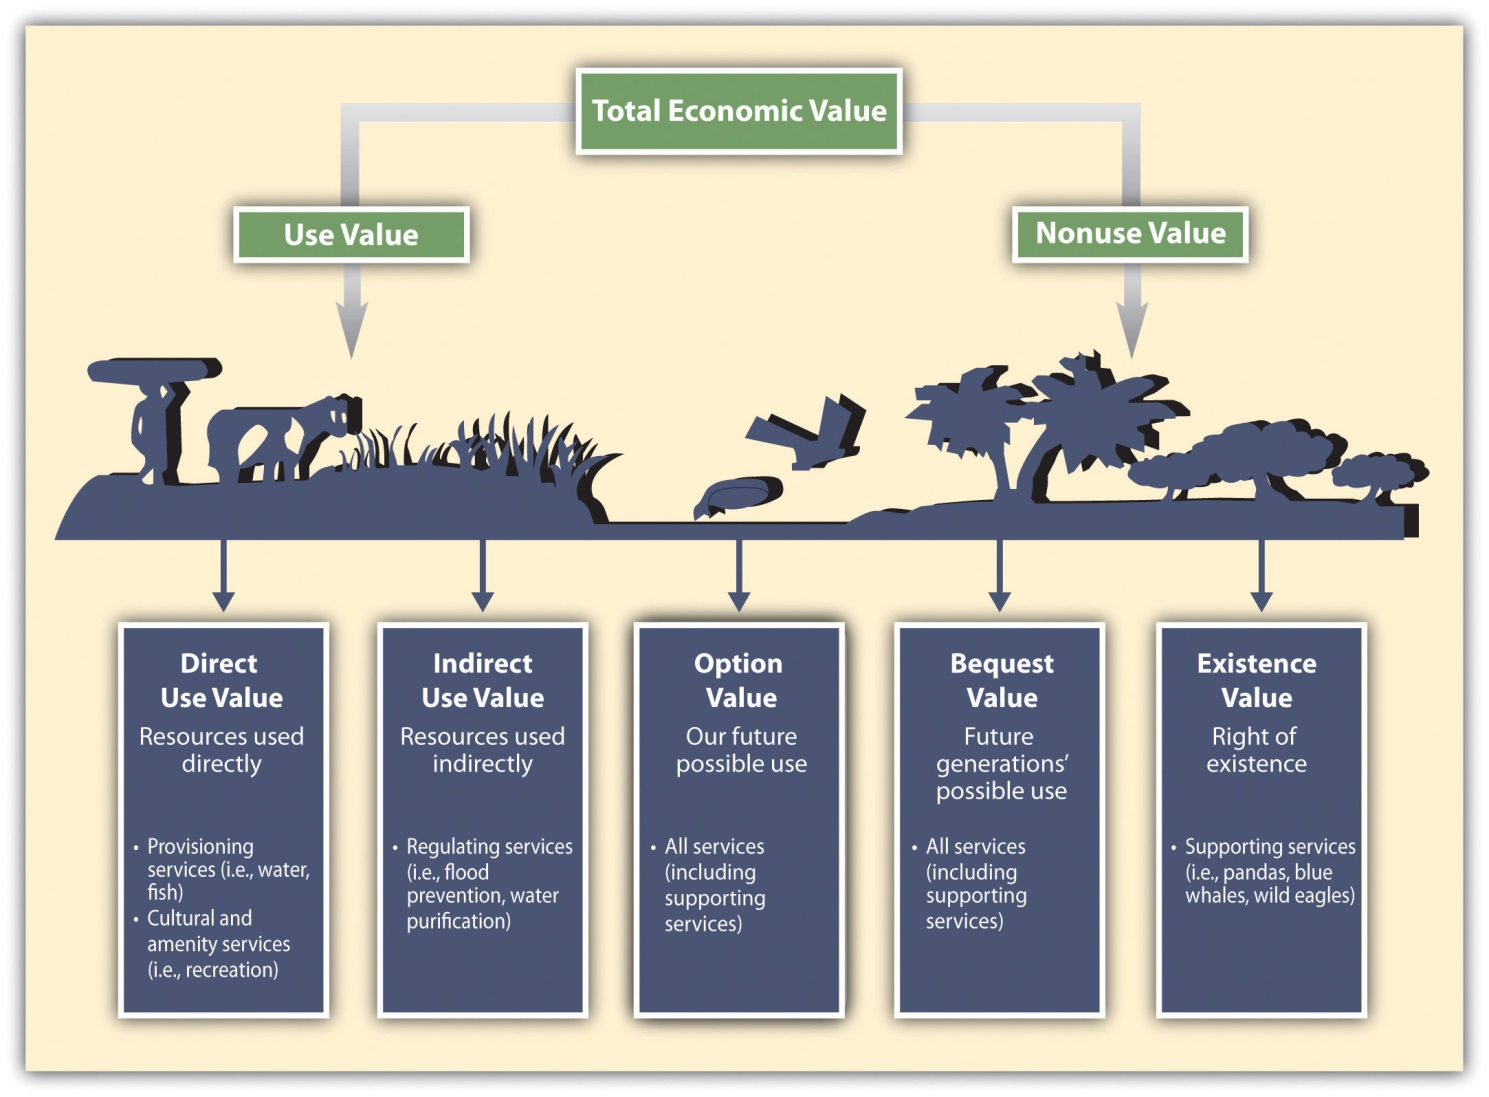 Total Economic Value
Use Value
Nonuse Value
Direct
Use Value
Resources used
directly
• Provisioning
services (i.e., water,
fish)
• Cultural and
amenity services
(i.e., recreation)
Indirect
Use Value
Resources used
indirectly
• Regulating services
(i.e., flood
prevention, water
purification)
Option
Value
Our future
possible use
• All services
(including
supporting
services)
Bequest
Value
Future
generations’
possible use
• All services
(including
supporting
services)
Existence
Value
Right of
existence
• Supporting services
(i.e., pandas, blue
whales, wild eagles)